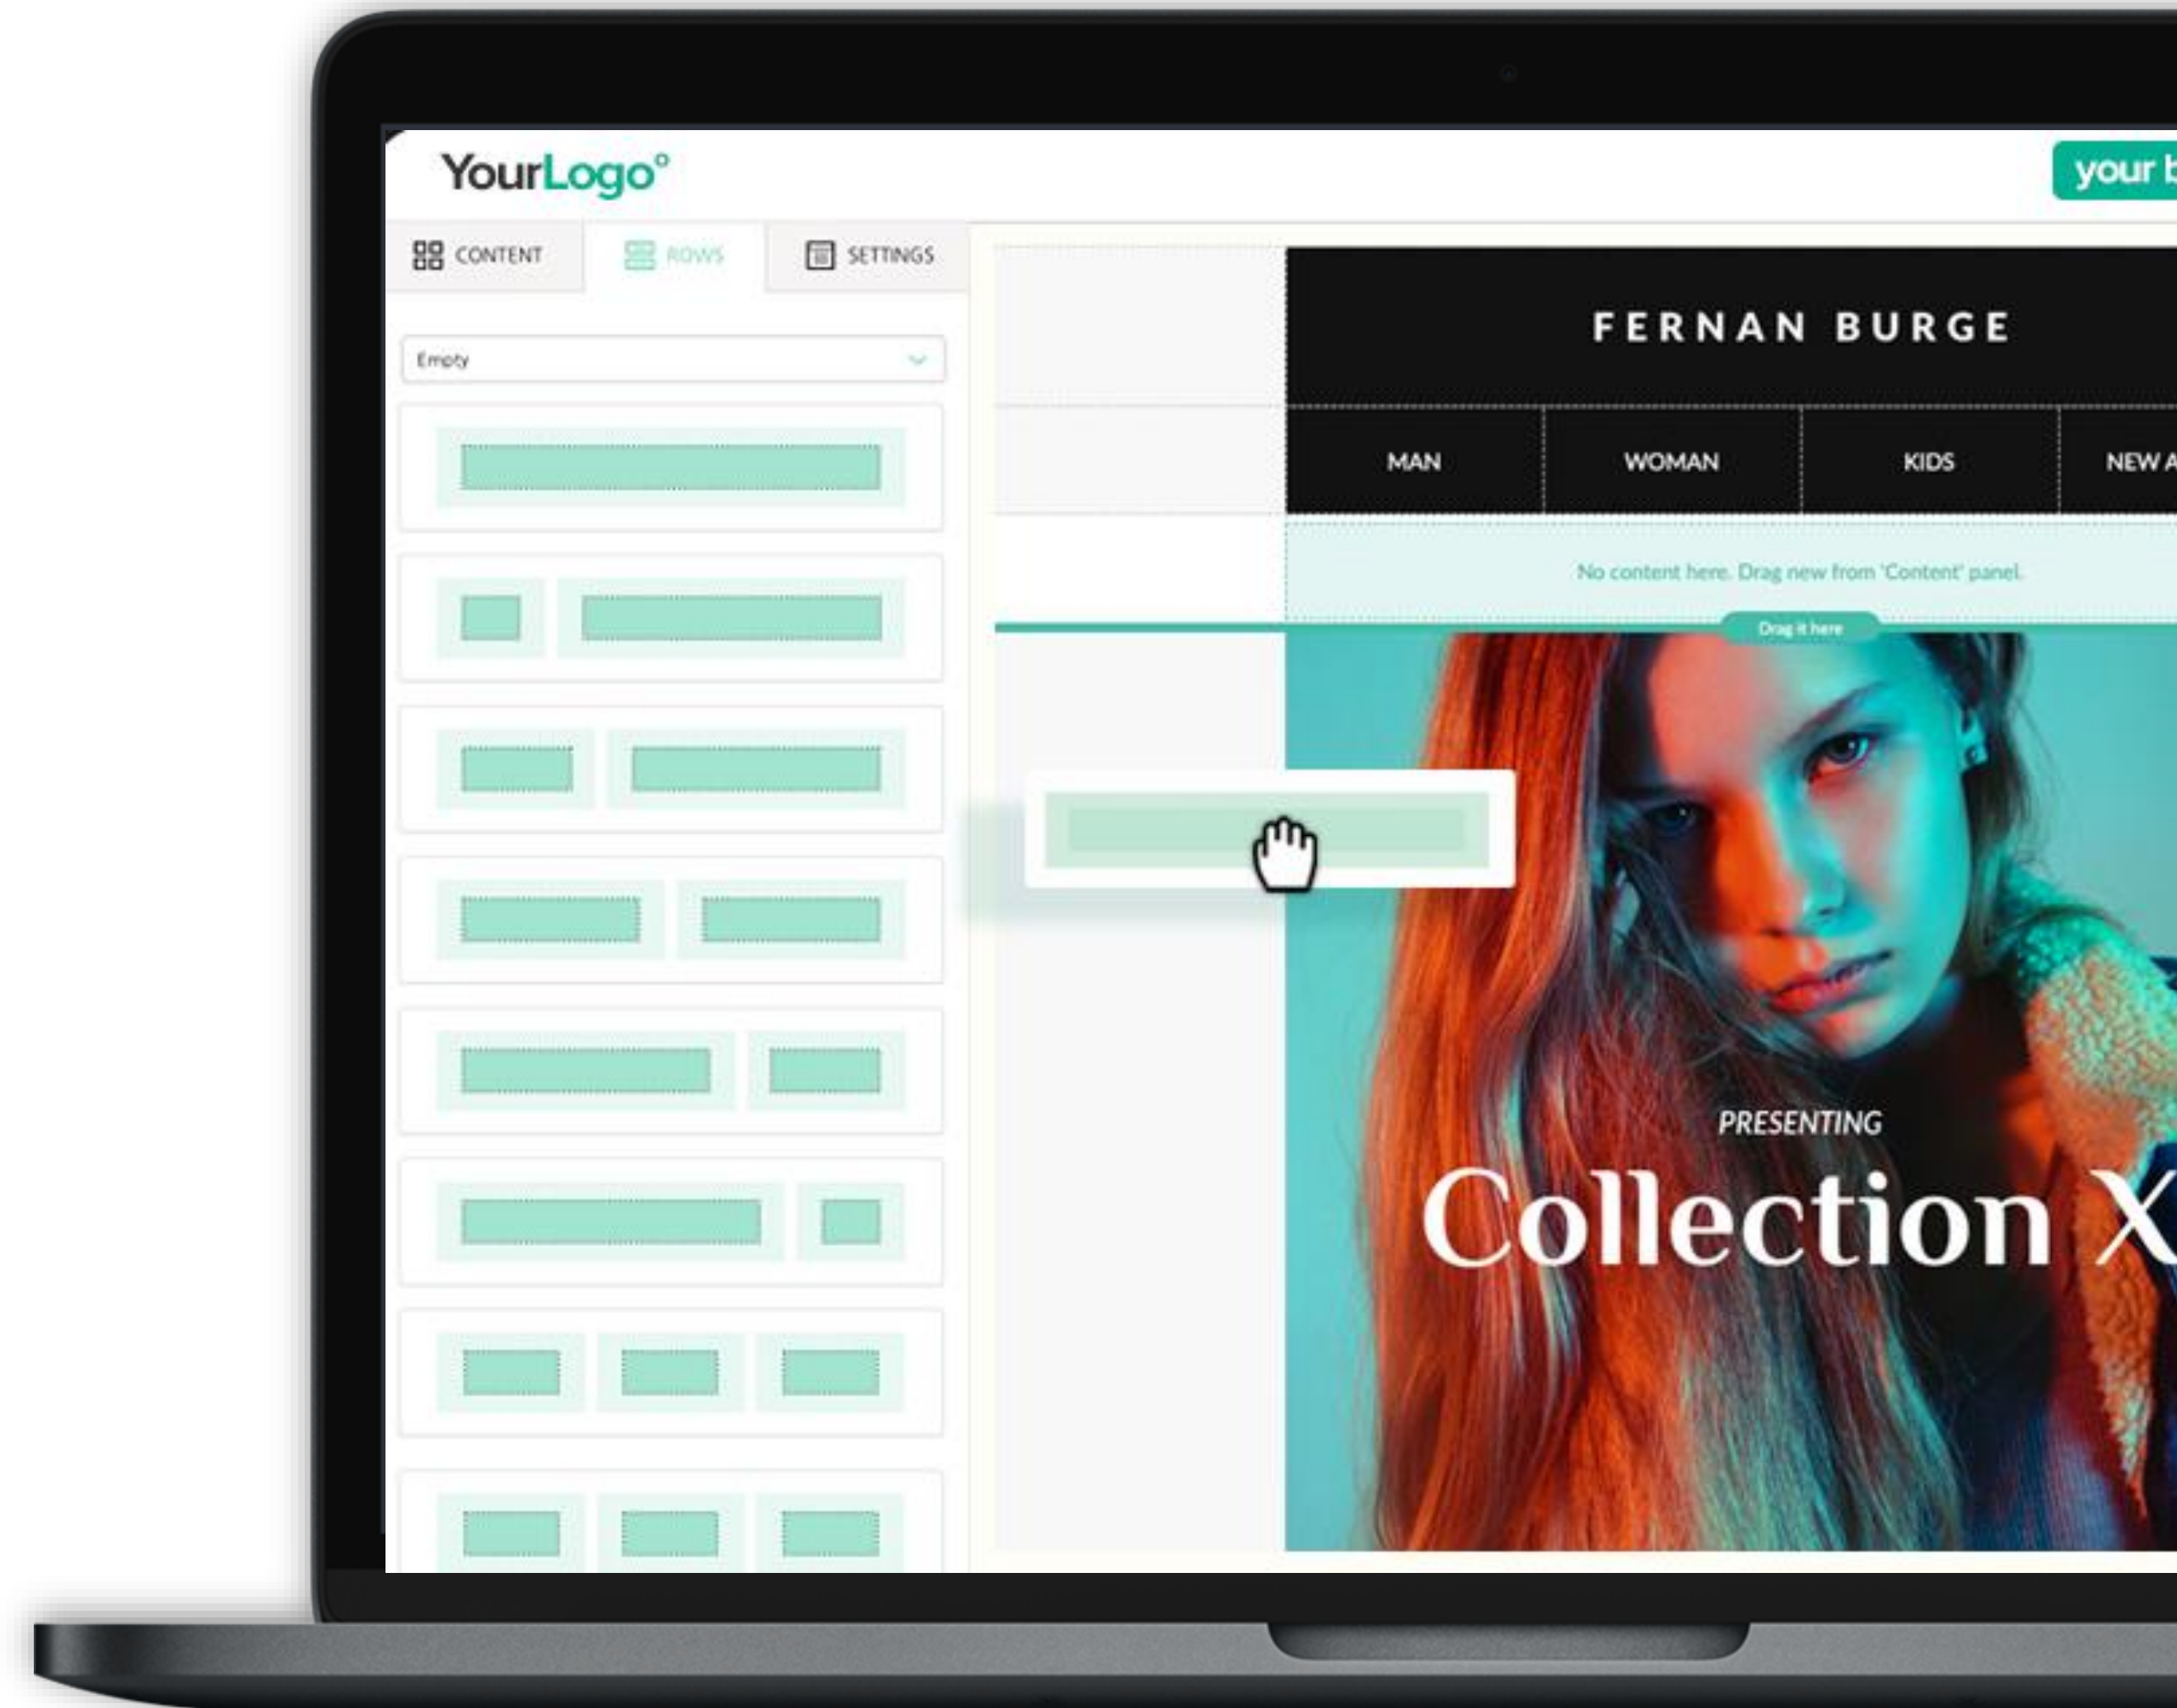 YourLogo°
your b
CONTENT
ROWS
SETTINGS
Empty
FERNAN BURGE
MAN
WOMAN
KIDS
NEW A
No content here. Drag new from 'Content' panel.
Drag it here
PRESENTING
Collection X